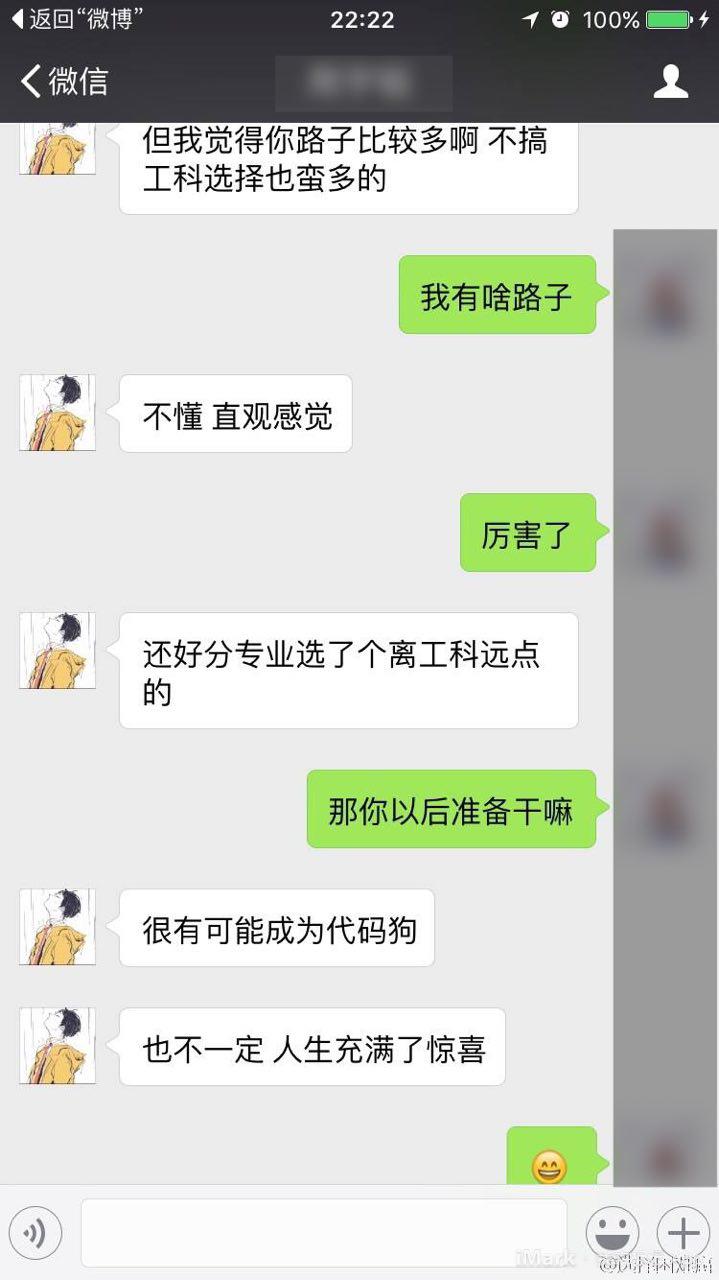 返回“微博”
22:22
100%
微信
但我觉得你路子比较多啊 不搞
工科选择也蛮多的
我有啥路子
不懂 直观感觉
厉害了
还好分专业选了个离工科远点
的
那你以后准备干嘛
很有可能成为代码狗
也不一定 人生充满了惊喜
iMark